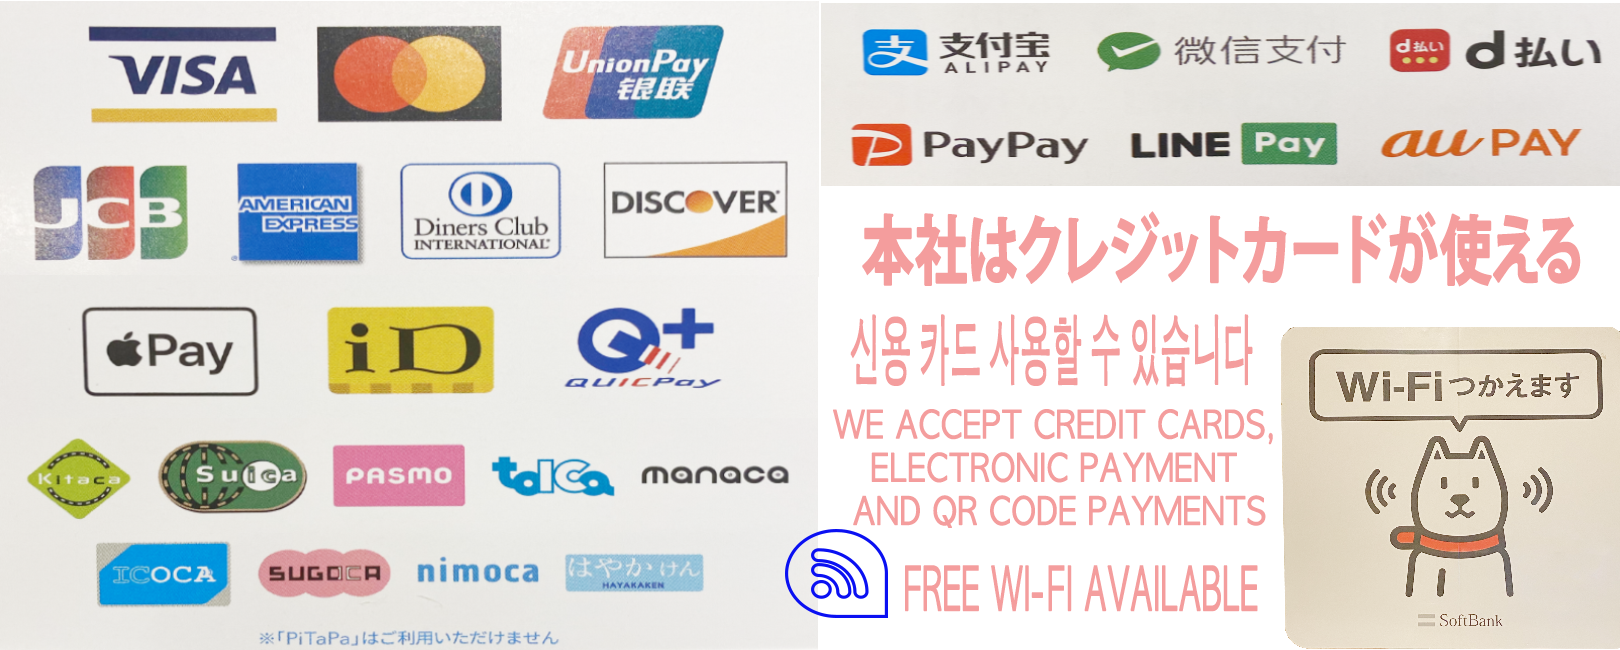 VISA
UnionPay
银联
JCB
AMERICAN
EXPRESS
Diners Club
INTERNATIONAL
DISCOVER
Pay
iD
QUICPay
Kitaca
Suica
PASMO
toICa
manaca
ICOCA
SUGOCA
nimoca
はやかけん
HAYAKAKEN
※「PiTaPa」はご利用いただけません
支 支付宝
ALIPAY
微信支付
d払い d払い
PayPay
LINE Pay
au PAY
本社はクレジットカードが使える
신용 카드 사용할 수 있습니다
WE ACCEPT CREDIT CARDS,
ELECTRONIC PAYMENT
AND QR CODE PAYMENTS
FREE WI-FI AVAILABLE
Wi-Fiつかえます
SoftBank